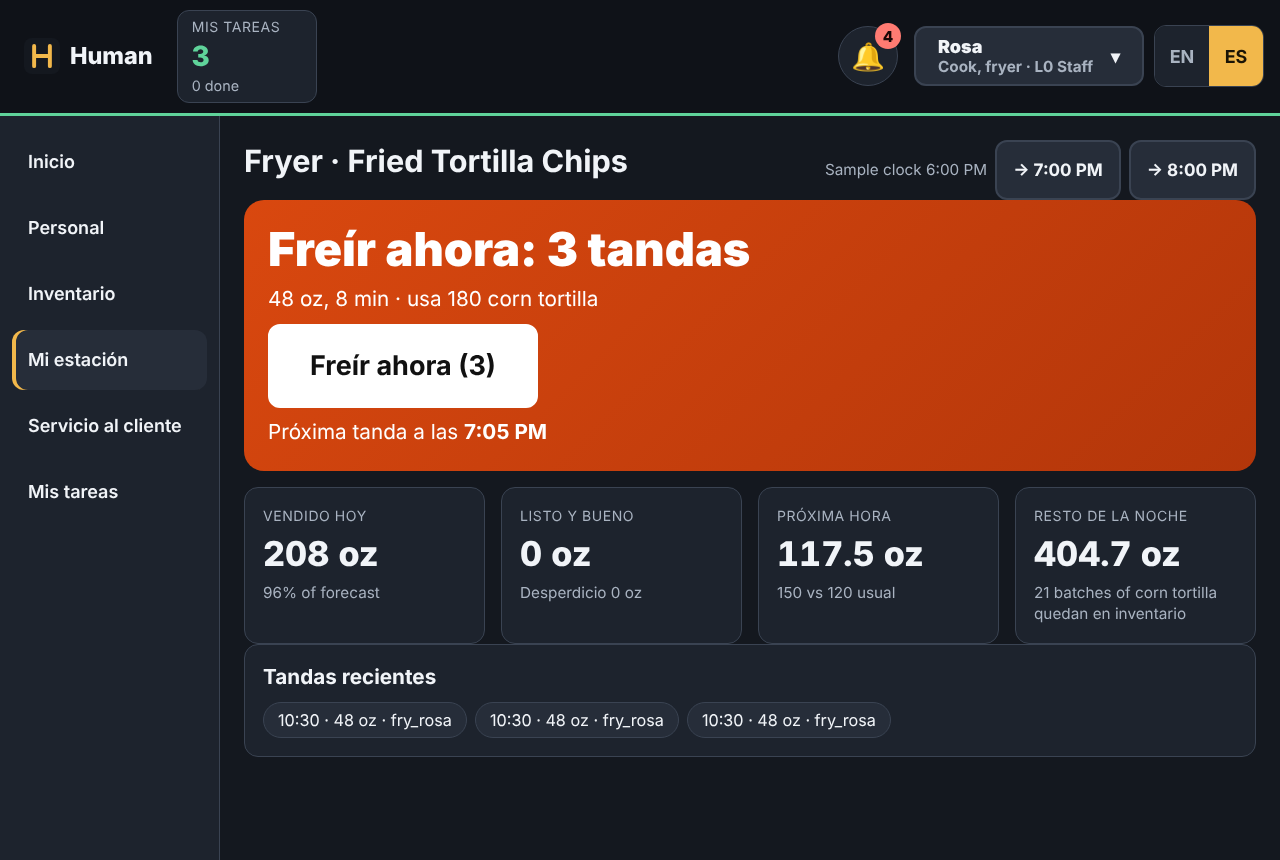 Human
MIS TAREAS
3
0 done
4
Rosa
Cook, fryer · L0 Staff
▼
EN
ES
Inicio
Personal
Inventario
Mi estación
Servicio al cliente
Mis tareas
Fryer · Fried Tortilla Chips
Sample clock 6:00 PM
→ 7:00 PM
→ 8:00 PM
Freír ahora: 3 tandas
48 oz, 8 min · usa 180 corn tortilla
Freír ahora (3)
Próxima tanda a las 7:05 PM
VENDIDO HOY
208 oz
96% of forecast
LISTO Y BUENO
0 oz
Desperdicio 0 oz
PRÓXIMA HORA
117.5 oz
150 vs 120 usual
RESTO DE LA NOCHE
404.7 oz
21 batches of corn tortilla
quedan en inventario
Tandas recientes
10:30 · 48 oz · fry_rosa
10:30 · 48 oz · fry_rosa
10:30 · 48 oz · fry_rosa